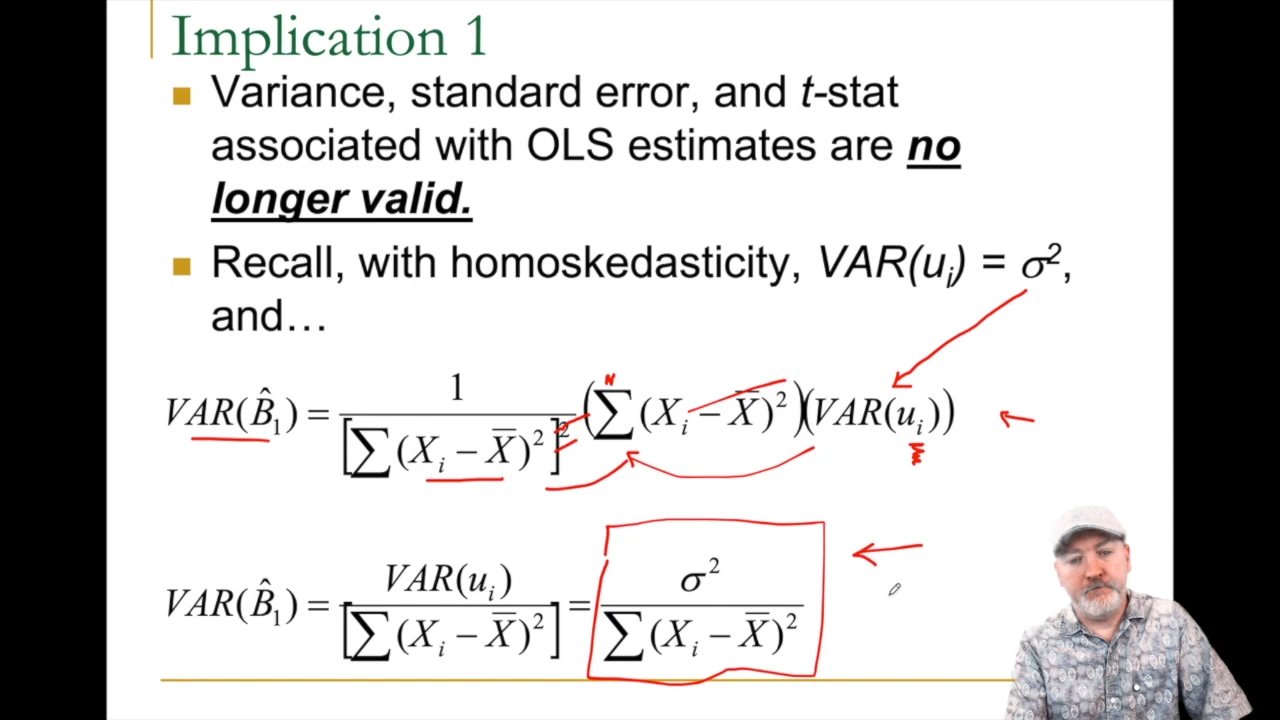 Implication 1
Variance, standard error, and t-stat
associated with OLS estimates are no
longer valid.
Recall, with homoskedasticity, VAR(uᵢ) = σ²,
and…
VAR(B̂₁) = 1 / [∑(Xᵢ − X̄)²]² (∑(Xᵢ − X̄)²)(VAR(uᵢ))
N
VAR(B̂₁) = VAR(uᵢ) / [∑(Xᵢ − X̄)²] = σ² / ∑(Xᵢ − X̄)²